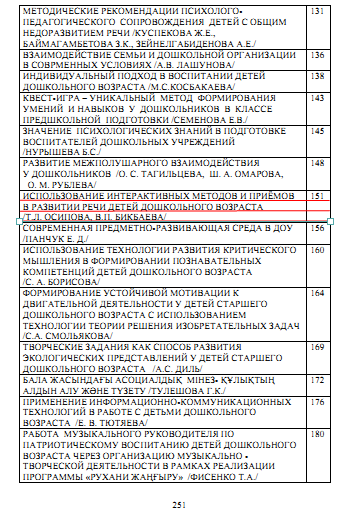 МЕТОДИЧЕСКИЕ РЕКОМЕНДАЦИИ ПСИХОЛОГО- 131
ПЕДАГОГИЧЕСКОГО СОПРОВОЖДЕНИЯ ДЕТЕЙ С ОБЩИМ
НЕДОРАЗВИТИЕМ РЕЧИ /КУСПЕКОВА Ж.Е.,
БАЙМАГАМБЕТОВА З.К., ЗЕЙНЕЛГАБИДЕНОВА А.Е./
ВЗАИМОДЕЙСТВИЕ СЕМЬИ И ДОШКОЛЬНОЙ ОРГАНИЗАЦИИ 136
В СОВРМЕННЫХ УСЛОВИЯХ /А.В. ЛАШУНОВА/
ИНДИВИДУАЛЬНЫЙ ПОДХОД В ВОСПИТАНИИ ДЕТЕЙ 138
ДОШКОЛЬНОГО ВОЗРАСТА /М.С.КОСБАКАЕВА/
КВЕСТ-ИГРА – УНИКАЛЬНЫЙ МЕТОД ФОРМИРОВАНИЯ 143
УМЕНИЙ И НАВЫКОВ У ДОШКОЛЬНИКОВ В КЛАССЕ
ПРЕДШКОЛЬНОЙ ПОДГОТОВКИ /СЕМЕНОВА Е.В./
ЗНАЧЕНИЕ ПСИХОЛОГИЧЕСКИХ ЗНАНИЙ В ПОДГОТОВКЕ 145
ВОСПИТАТЕЛЕЙ ДОШКОЛЬНЫХ УЧРЕЖДЕНИЙ
/НУРЫШЕВА Б.С./
РАЗВИТИЕ МЕЖПОЛУШАРНОГО ВЗАИМОДЕЙСТВИЯ 148
У ДОШКОЛЬНИКОВ /О. С. ТАГИЛЬЦЕВА, Ш. А. ОМАРОВА,
О. М. РУБЛЕВА/
ИСПОЛЬЗОВАНИЕ ИНТЕРАКТИВНЫХ МЕТОДОВ И ПРИЁМОВ 151
В РАЗВИТИИ РЕЧИ ДЕТЕЙ ДОШКОЛЬНОГО ВОЗРАСТА
/Т.Л. ОСИПОВА, В.П. БИКБАЕВА/
СОВРЕМЕННАЯ ПРЕДМЕТНО-РАЗВИВАЮЩАЯ СРЕДА В ДОУ 156
/ПАНЧУК Е. Д./
ИСПОЛЬЗОВАНИЕ ТЕХНОЛОГИИ РАЗВИТИЯ КРИТИЧЕСКОГО 160
МЫШЛЕНИЯ В ФОРМИРОВАНИИ ПОЗНАВАТЕЛЬНЫХ
КОМПЕТЕНЦИЙ ДЕТЕЙ ДОШКОЛЬНОГО ВОЗРАСТА
/С. А. БОРИСОВА/
ФОРМИРОВАНИЕ УСТОЙЧИВОЙ МОТИВАЦИИ К 164
ДВИГАТЕЛЬНОЙ ДЕЯТЕЛЬНОСТИ У ДЕТЕЙ СТАРШЕГО
ДОШКОЛЬНОГО ВОЗРАСТА С ИСПОЛЬЗОВАНИЕМ
ТЕХНОЛОГИИ ТЕОРИИ РЕШЕНИЯ ИЗОБРЕТАТЕЛЬНЫХ ЗАДАЧ
/С.А. СМОЛЬЯКОВА/
ТВОРЧЕСКИЕ ЗАДАНИЯ КАК СПОСОБ РАЗВИТИЯ 169
ЭКОЛОГИЧЕСКИХ ПРЕДСТАВЛЕНИЙ У ДЕТЕЙ СТАРШЕГО
ДОШКОЛЬНОГО ВОЗРАСТА /А.С. ДИЛЬ/
БАЛА ЖАСЫНДАҒЫ АСОЦИАЛДЫҚ МІНЕЗ- ҚҰЛЫҚТЫҢ 172
АЛДЫН АЛУ ЖӘНЕ ТҮЗЕТУ /ТУЛЕШОВА Г.К./
ПРИМЕНЕНИЕ ИНФОРМАЦИОННО-КОММУНИКАЦИОННЫХ 176
ТЕХНОЛОГИЙ В РАБОТЕ С ДЕТЬМИ ДОШКОЛЬНОГО
ВОЗРАСТА /Е. В. ТЮТЯЕВА/
РАБОТА МУЗЫКАЛЬНОГО РУКОВОДИТЕЛЯ ПО 180
ПАТРИОТИЧЕСКОМУ ВОСПИТАНИЮ ДЕТЕЙ ДОШКОЛЬНОГО
ВОЗРАСТА ЧЕРЕЗ ОРГАНИЗАЦИЮ МУЗЫКАЛЬНО -
ТВОРЧЕСКОЙ ДЕЯТЕЛЬНОСТИ В РАМКАХ РЕАЛИЗАЦИИ
ПРОГРАММЫ «РУХАНИ ЖАҢҒЫРУ» /ФИСЕНКО Т.А./
251